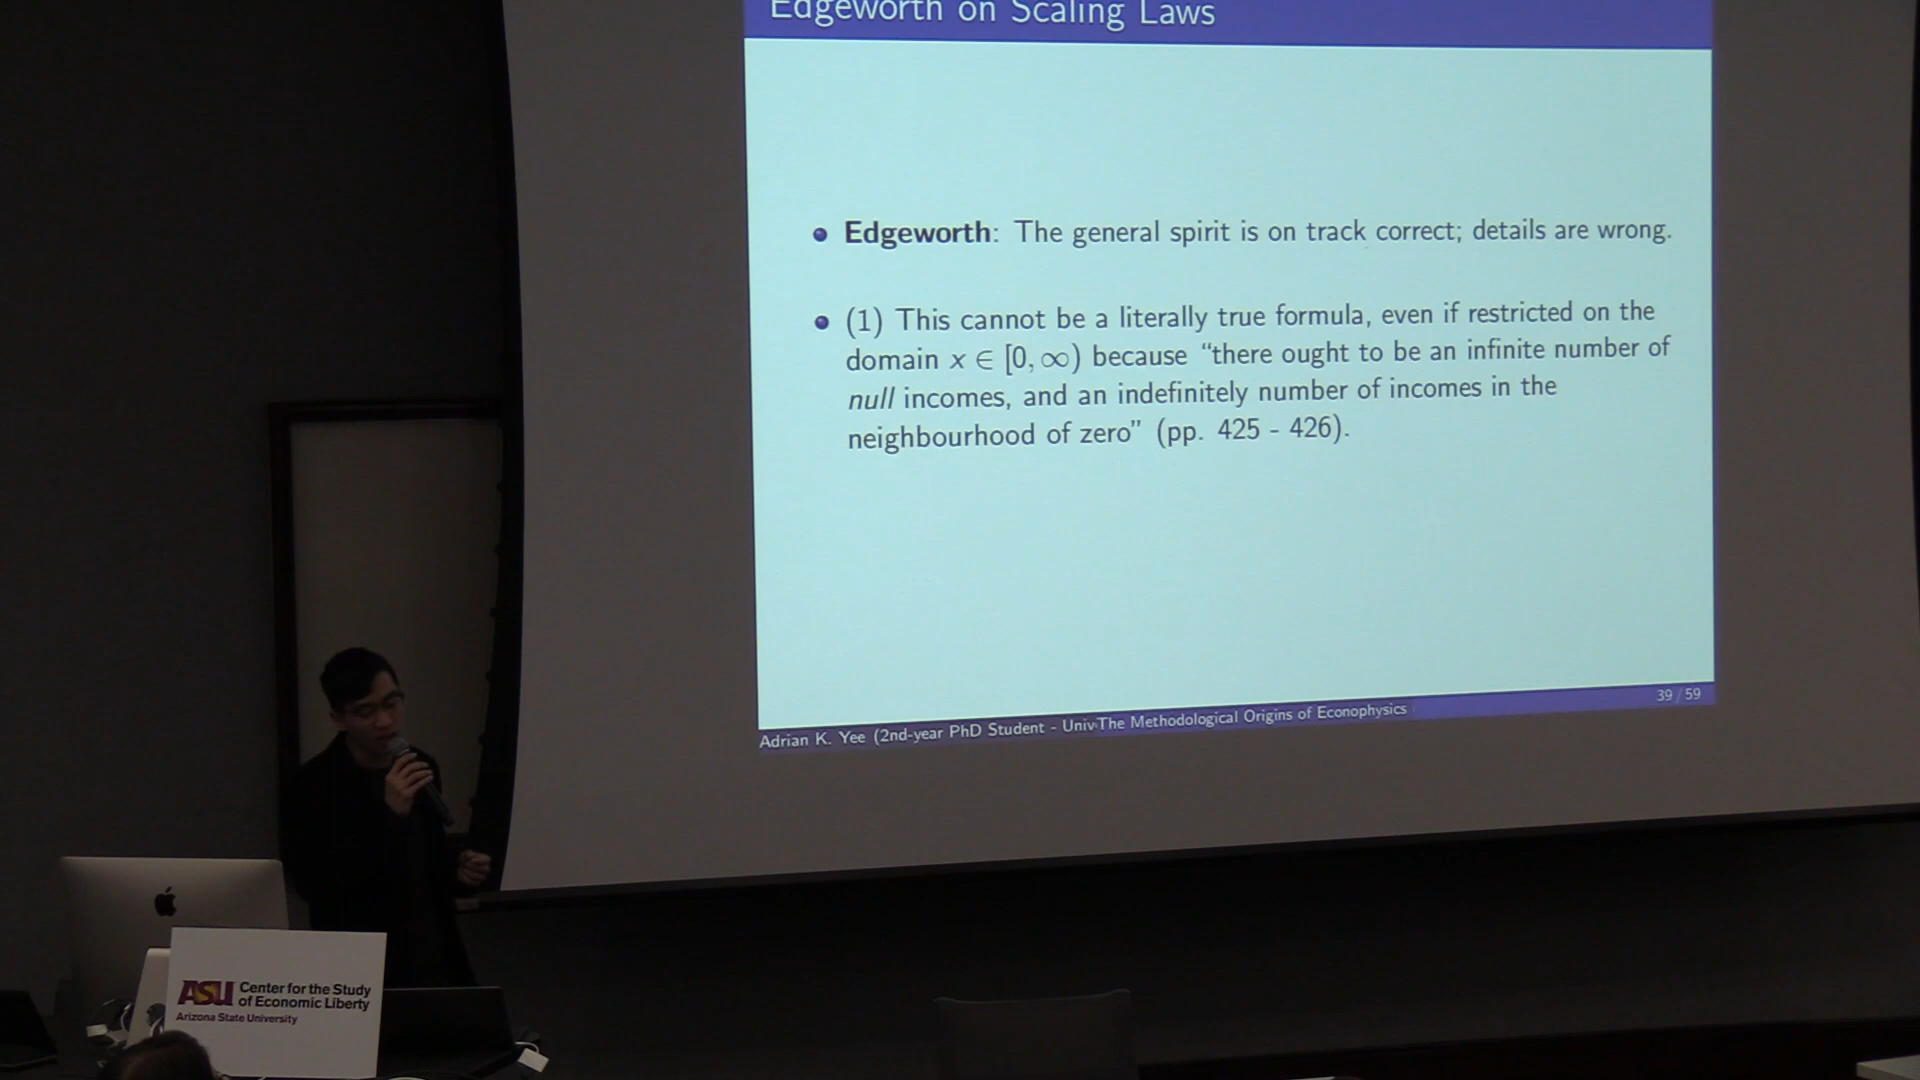 Edgeworth on Scaling Laws
Edgeworth: The general spirit is on track correct; details are wrong.
(1) This cannot be a literally true formula, even if restricted on the
domain x ∈ [0, ∞) because “there ought to be an infinite number of
null incomes, and an indefinitely number of incomes in the
neighbourhood of zero” (pp. 425 - 426).
39 / 59
Adrian K. Yee (2nd-year PhD Student - Univ The Methodological Origins of Econophysics
ASU Center for the Study
of Economic Liberty
Arizona State University